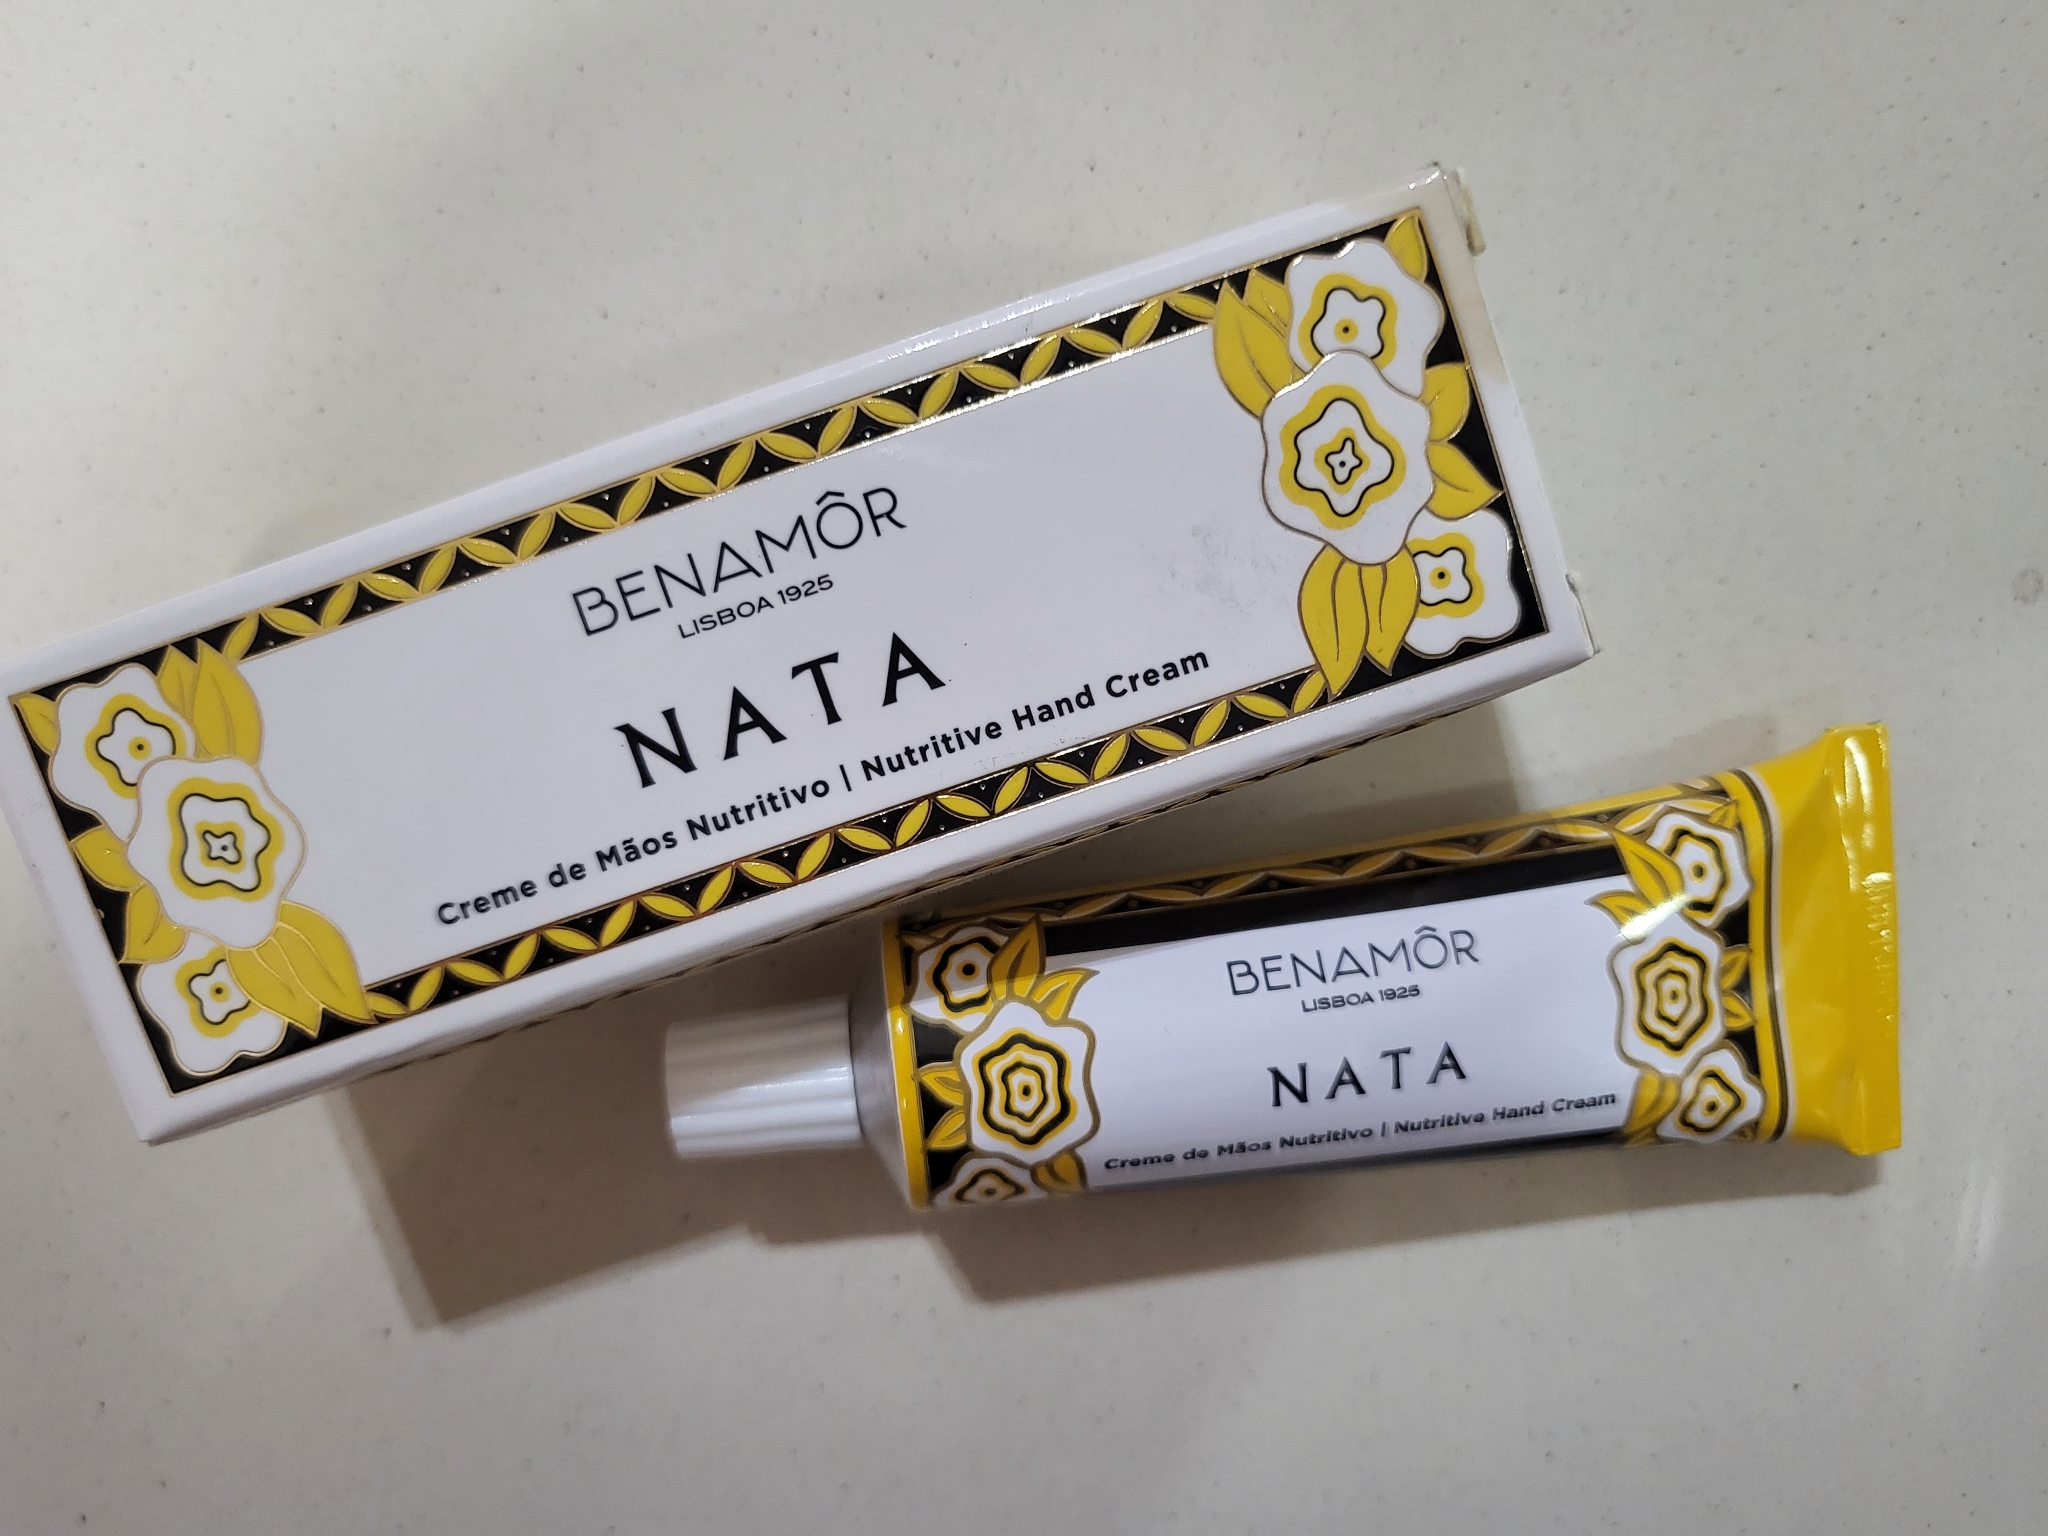 BENAMÔR
LISBOA 1925
NATA
Creme de Mãos Nutritivo | Nutritive Hand Cream
BENAMÔR
LISBOA 1925
NATA
Creme de Mãos Nutritivo | Nutritive Hand Cream